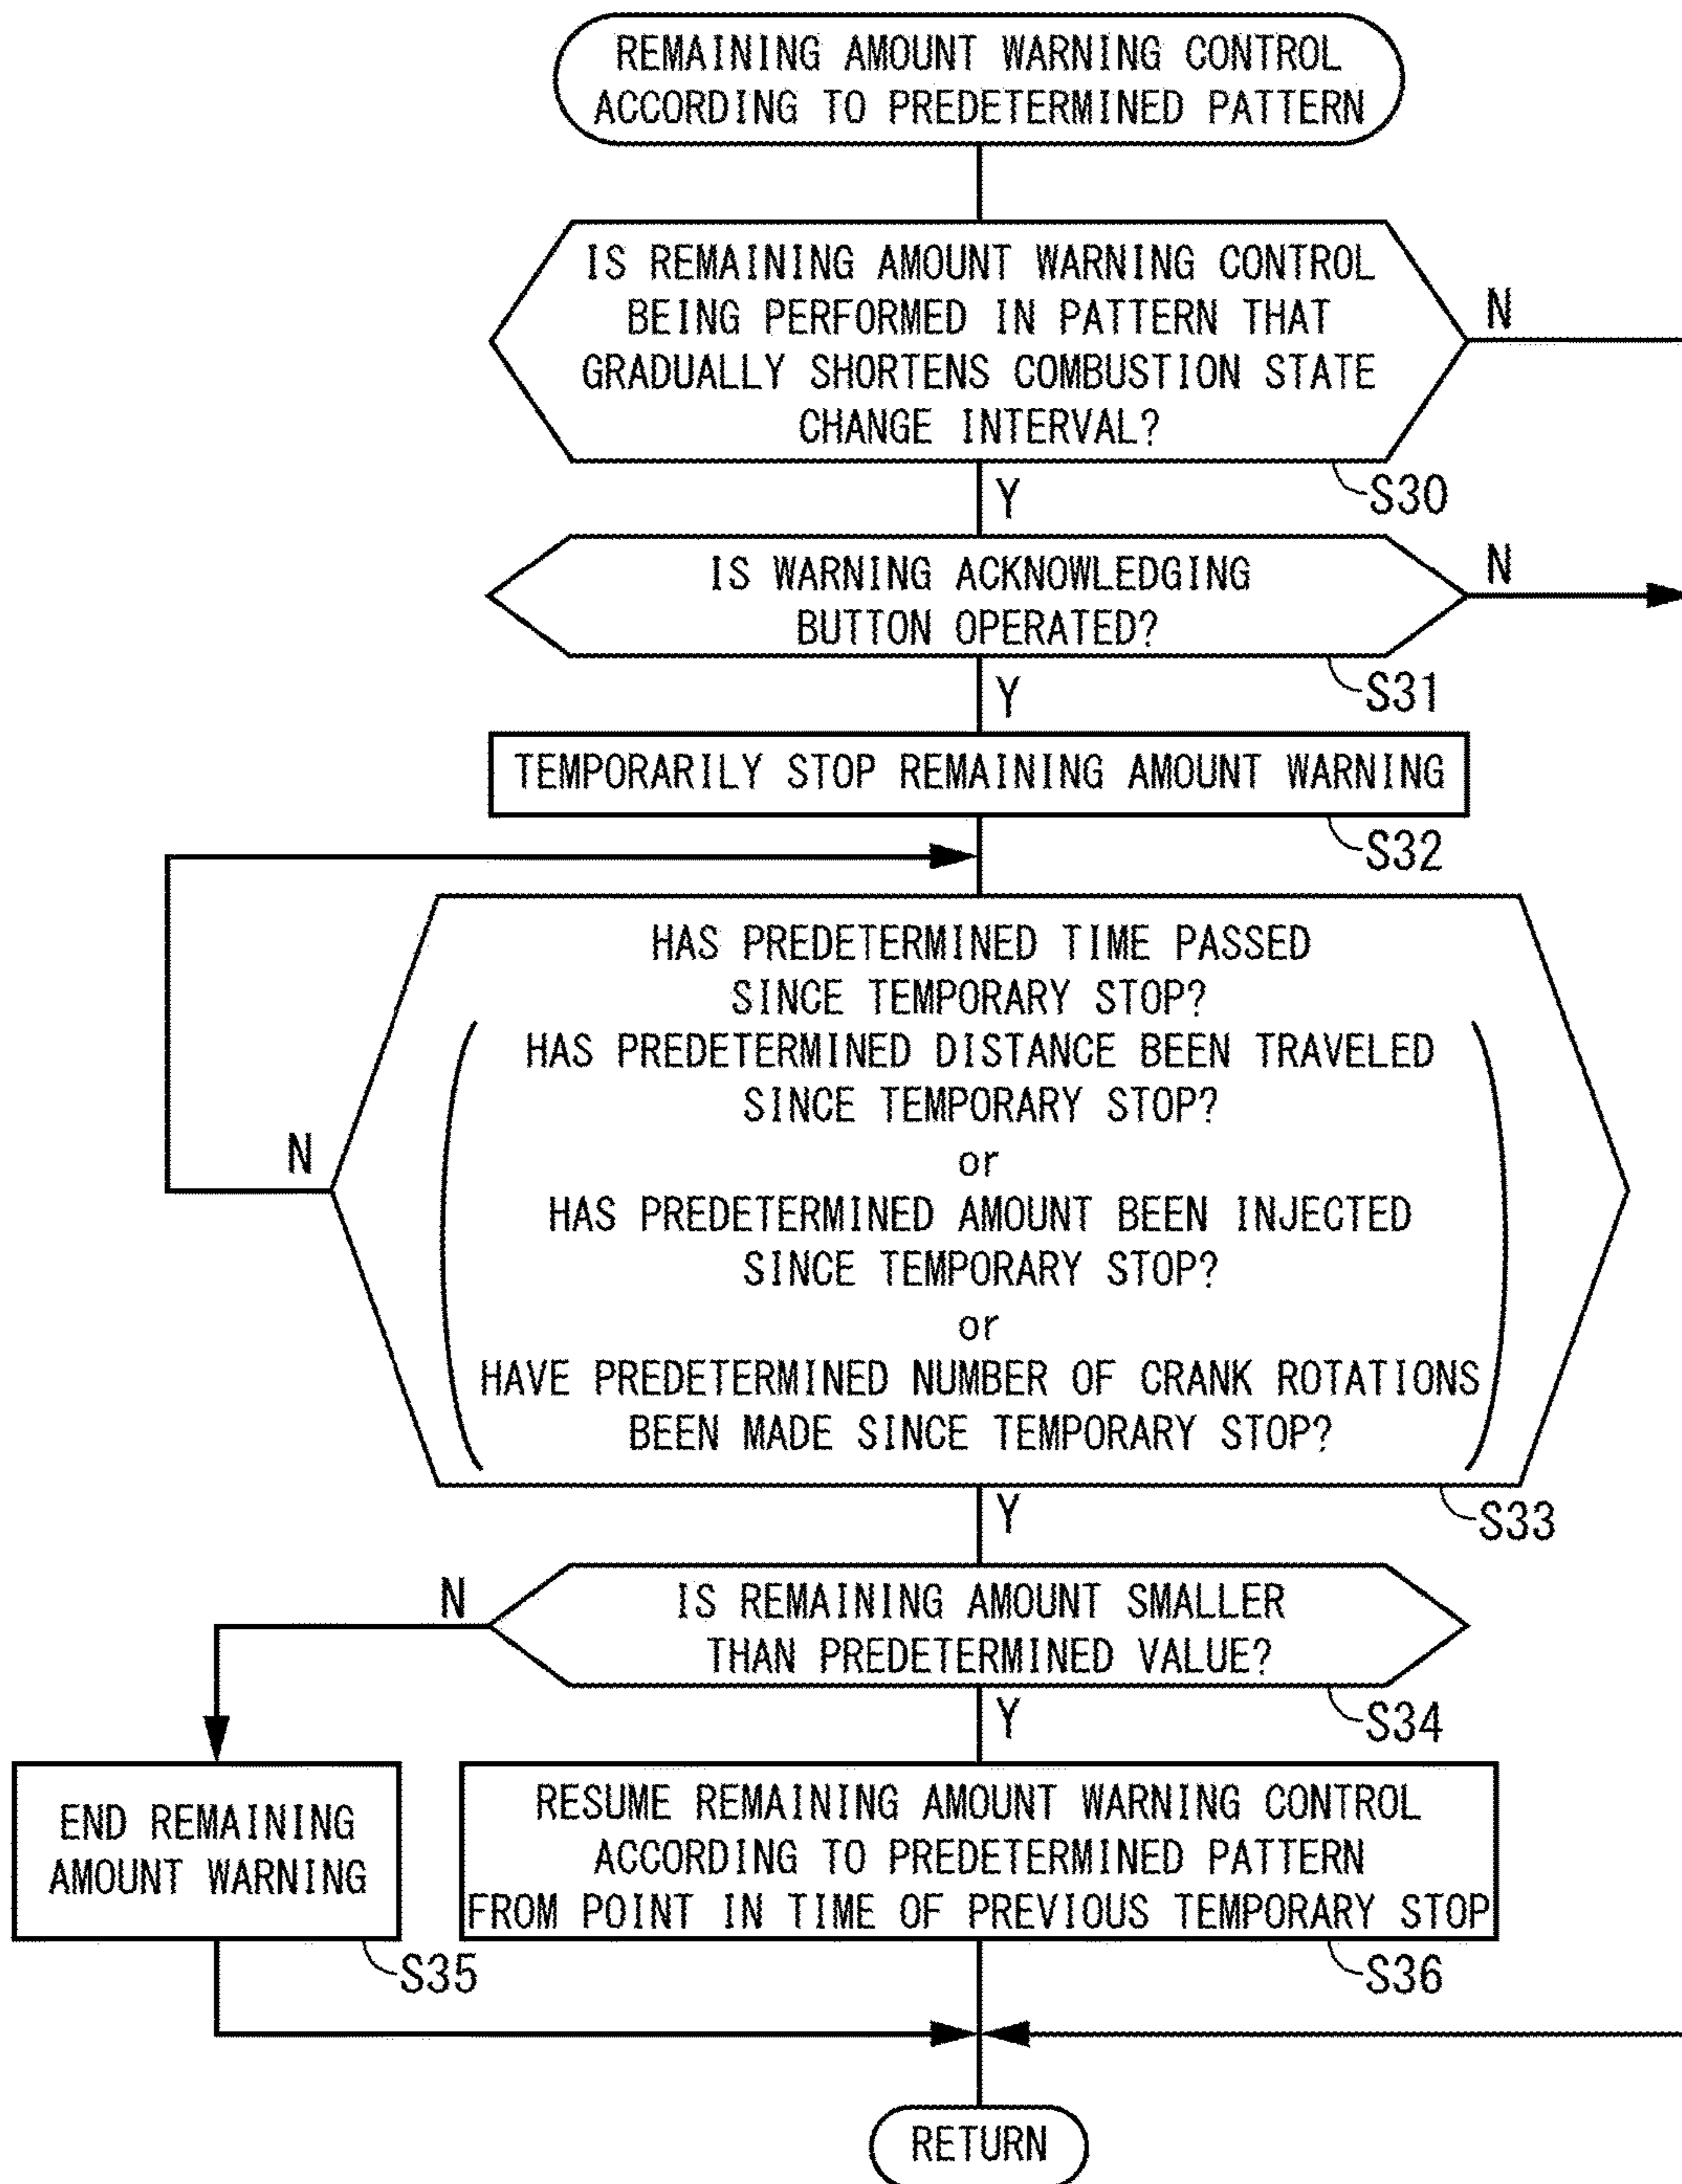 REMAINING AMOUNT WARNING CONTROL
ACCORDING TO PREDETERMINED PATTERN
IS REMAINING AMOUNT WARNING CONTROL
BEING PERFORMED IN PATTERN THAT
GRADUALLY SHORTENS COMBUSTION STATE
CHANGE INTERVAL?
N
S30
Y
IS WARNING ACKNOWLEDGING
BUTTON OPERATED?
N
S31
Y
TEMPORARILY STOP REMAINING AMOUNT WARNING
S32
HAS PREDETERMINED TIME PASSED
SINCE TEMPORARY STOP?
HAS PREDETERMINED DISTANCE BEEN TRAVELED
SINCE TEMPORARY STOP?
or
HAS PREDETERMINED AMOUNT BEEN INJECTED
SINCE TEMPORARY STOP?
or
HAVE PREDETERMINED NUMBER OF CRANK ROTATIONS
BEEN MADE SINCE TEMPORARY STOP?
N
S33
Y
IS REMAINING AMOUNT SMALLER
THAN PREDETERMINED VALUE?
N
S34
Y
END REMAINING
AMOUNT WARNING
S35
RESUME REMAINING AMOUNT WARNING CONTROL
ACCORDING TO PREDETERMINED PATTERN
FROM POINT IN TIME OF PREVIOUS TEMPORARY STOP
S36
RETURN